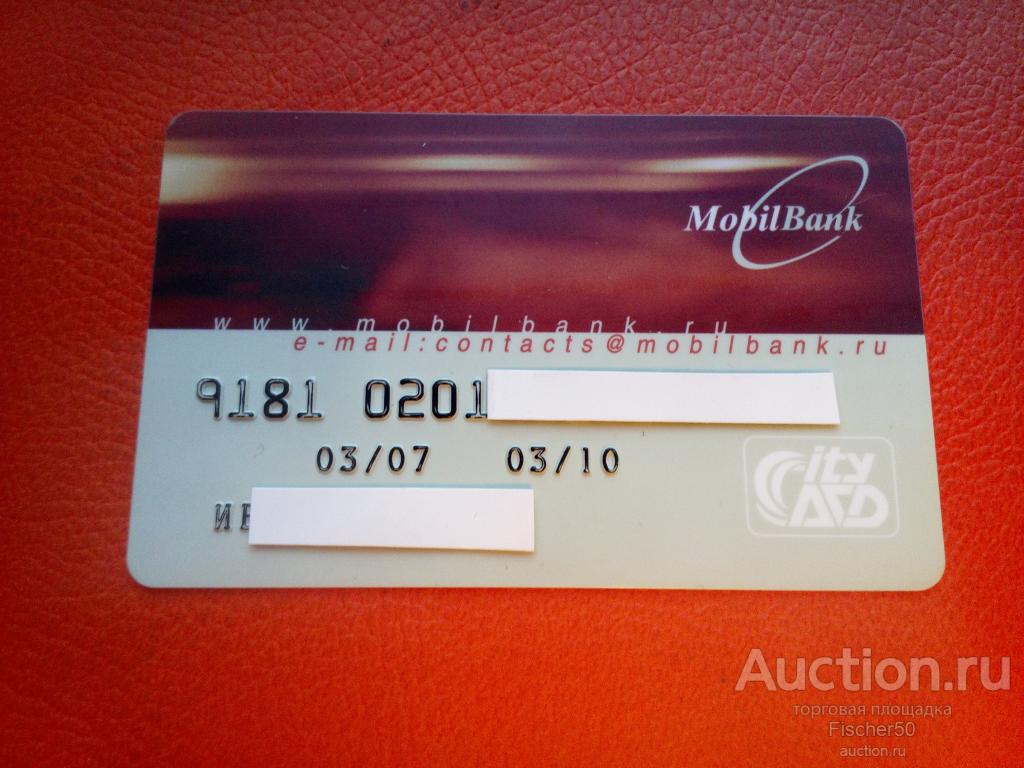 MobilBank
www.mobilbank.ru
e-mail:contacts@mobilbank.ru
9181 0201
03/07 03/10
ИВ
City Card
Auction.ru
торговая площадка
Fischer50
auction.ru